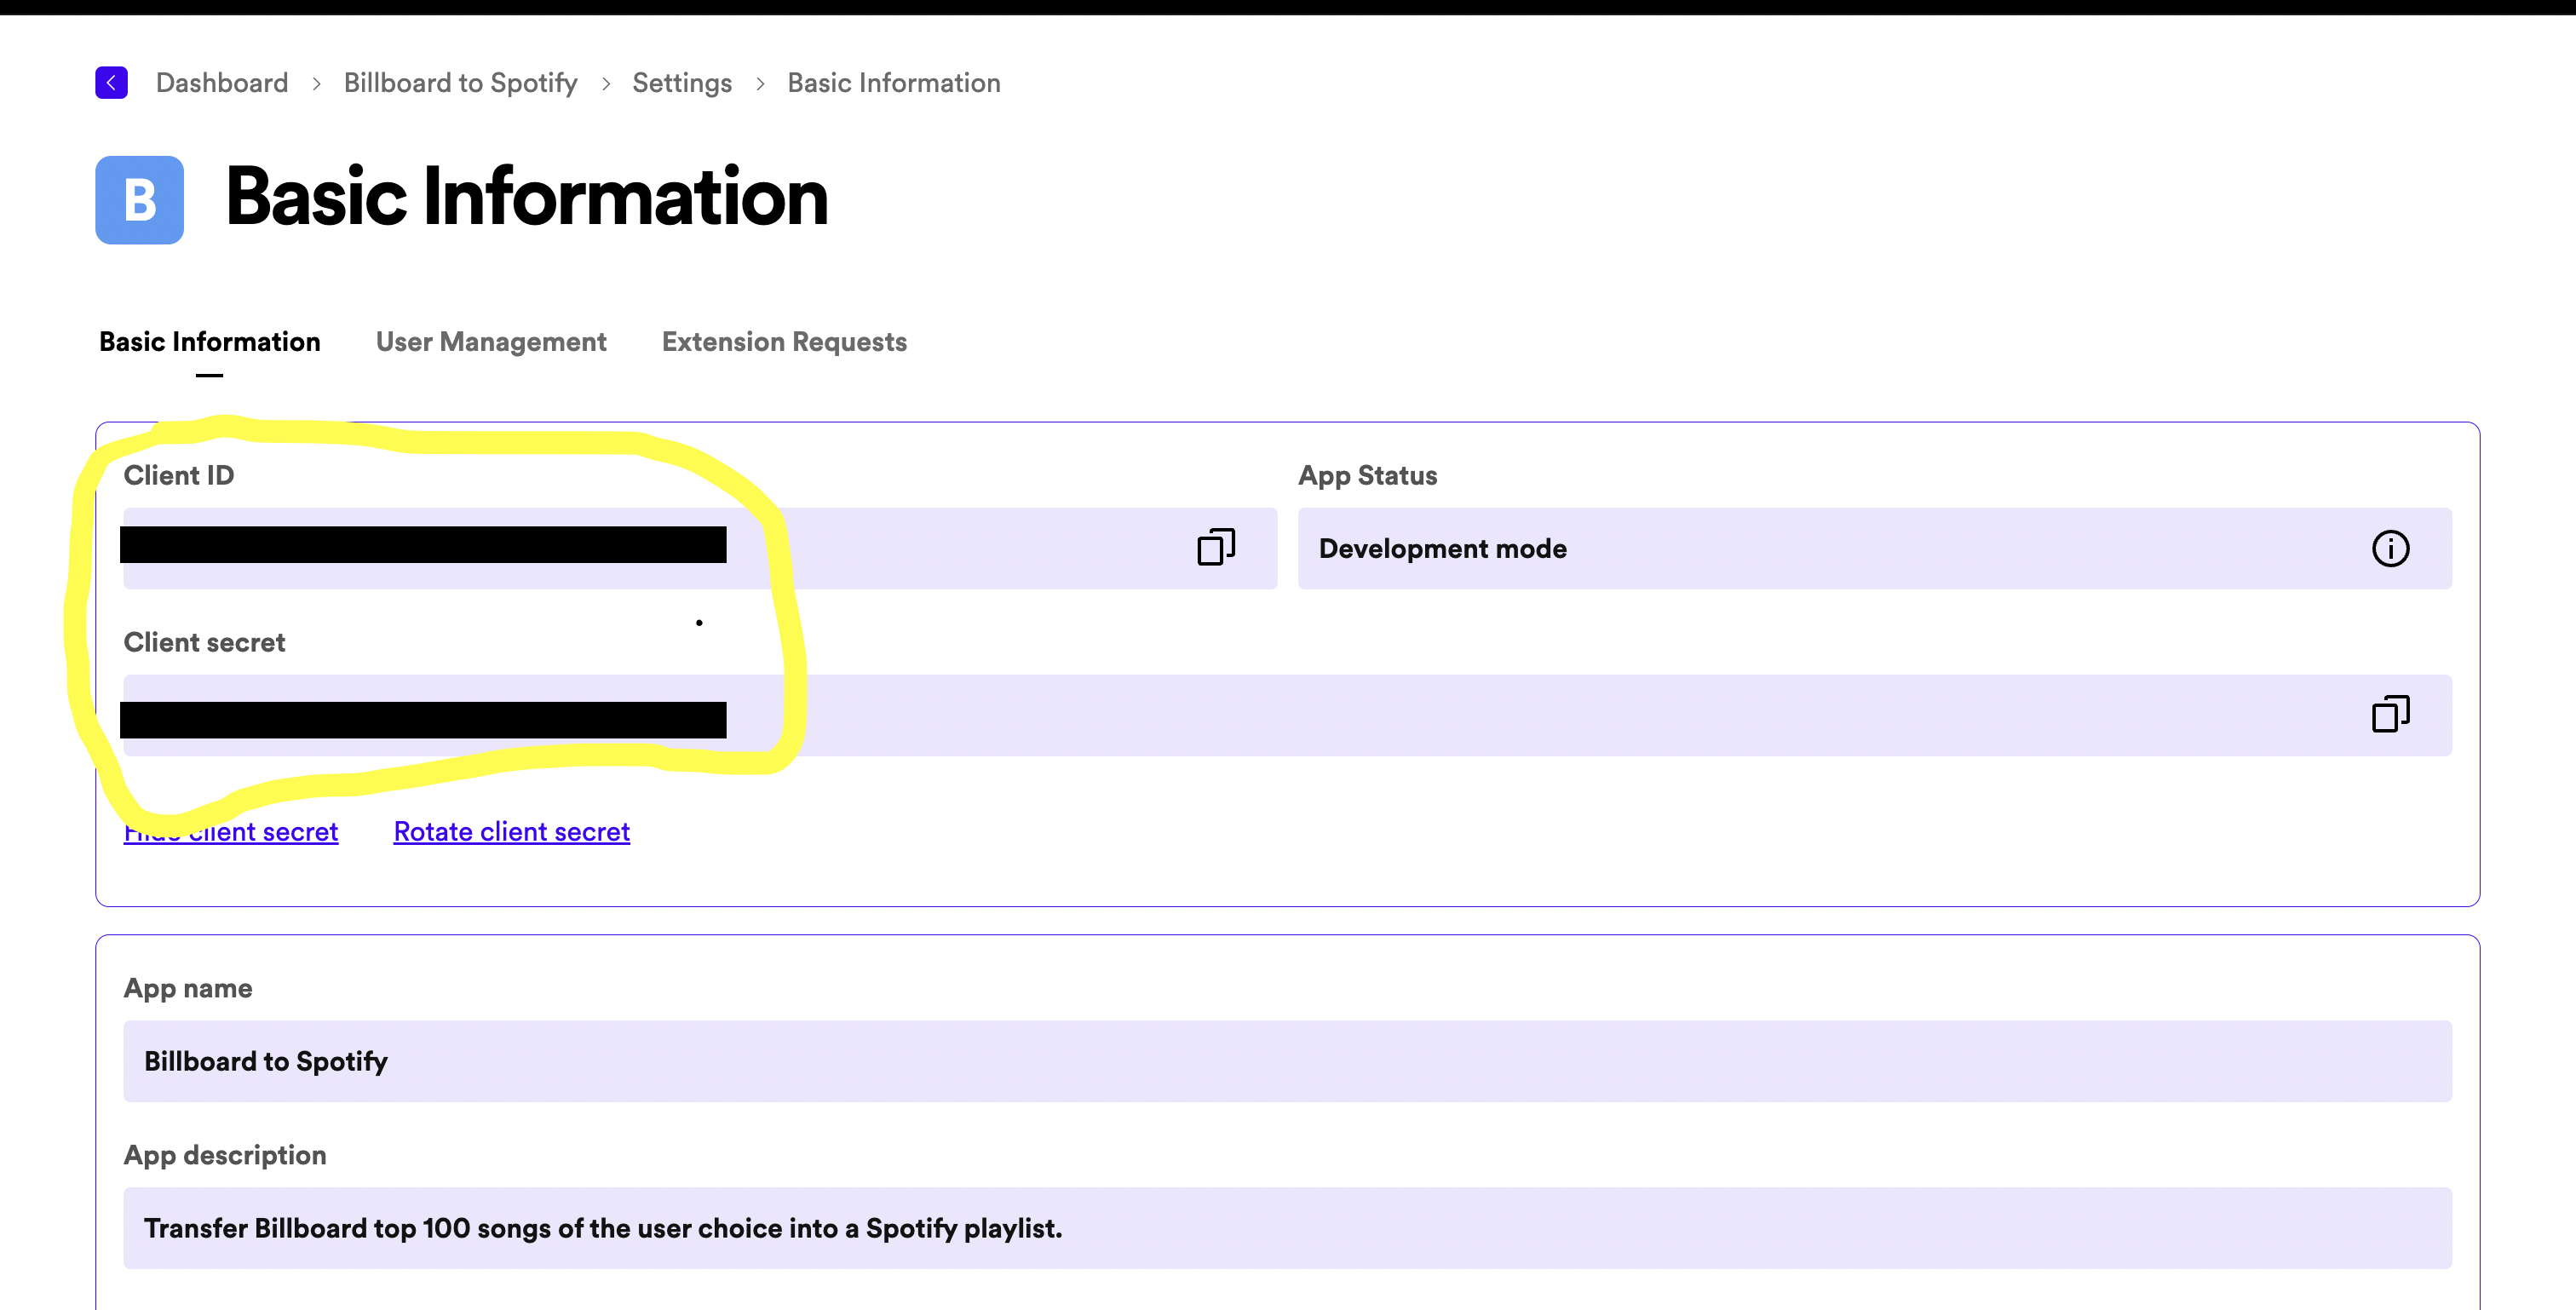 Dashboard > Billboard to Spotify > Settings > Basic Information
B Basic Information
Basic Information User Management Extension Requests
Client ID
App Status
Development mode
Client secret
Hide client secret Rotate client secret
App name
Billboard to Spotify
App description
Transfer Billboard top 100 songs of the user choice into a Spotify playlist.